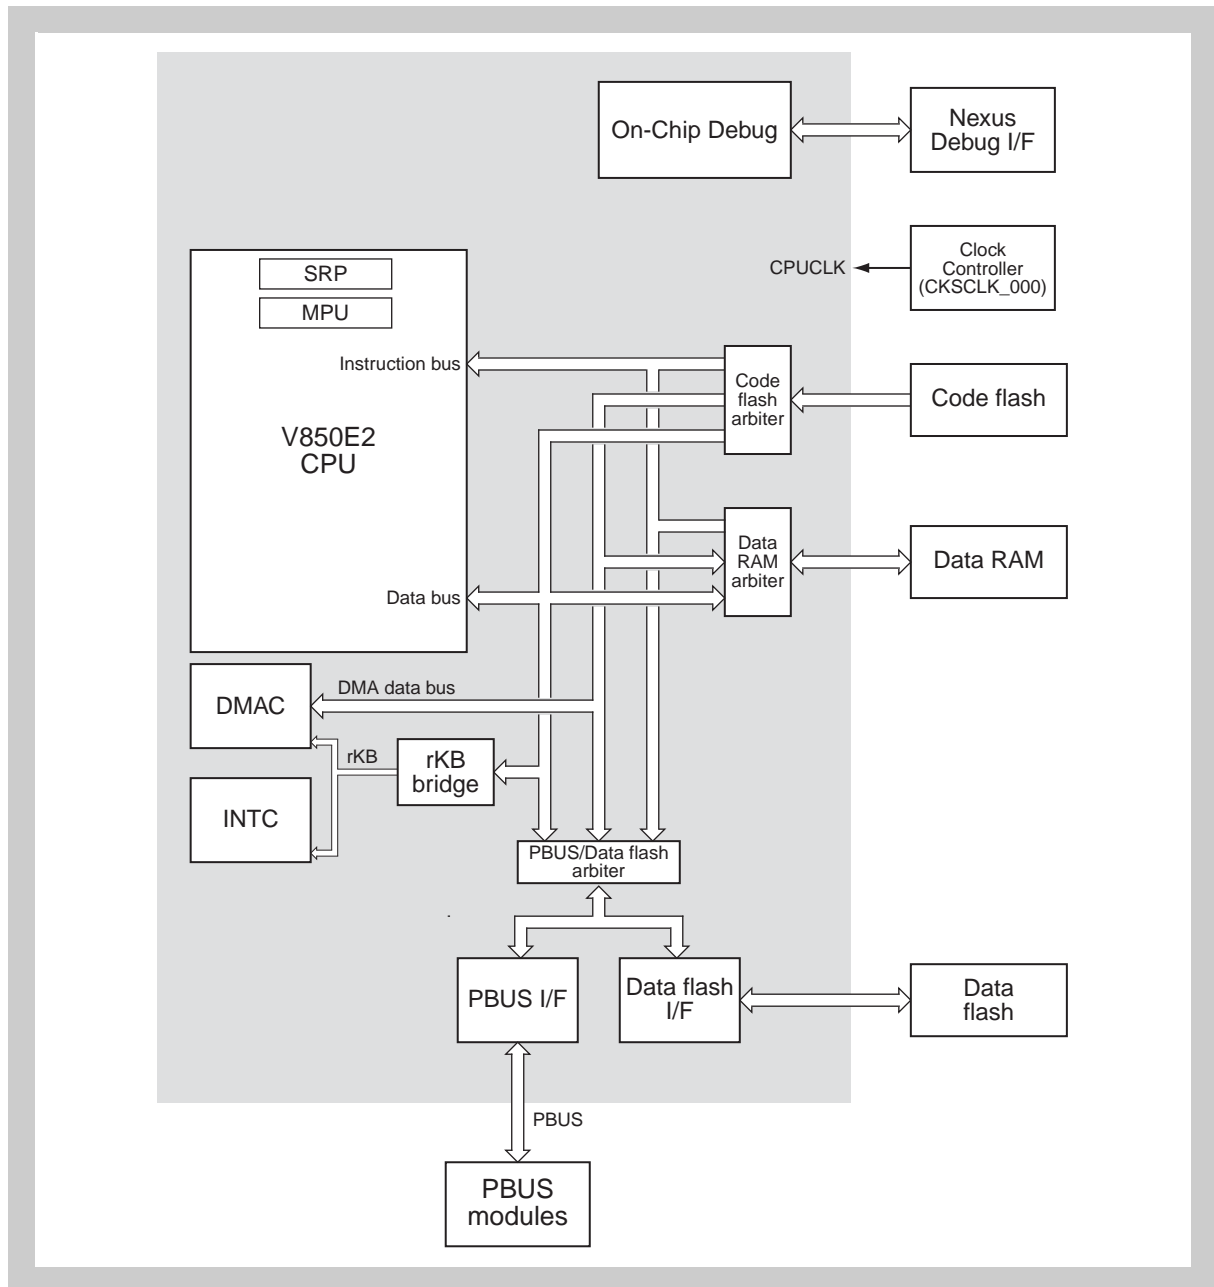 On-Chip Debug
Nexus
Debug I/F
CPUCLK
Clock
Controller
(CKSCLK_000)
SRP
MPU
Instruction bus
V850E2
CPU
Data bus
Code
flash
arbiter
Code flash
Data
RAM
arbiter
Data RAM
DMAC
DMA data bus
rKB
rKB
bridge
INTC
PBUS/Data flash
arbiter
PBUS I/F
Data flash
I/F
Data
flash
PBUS
PBUS
modules